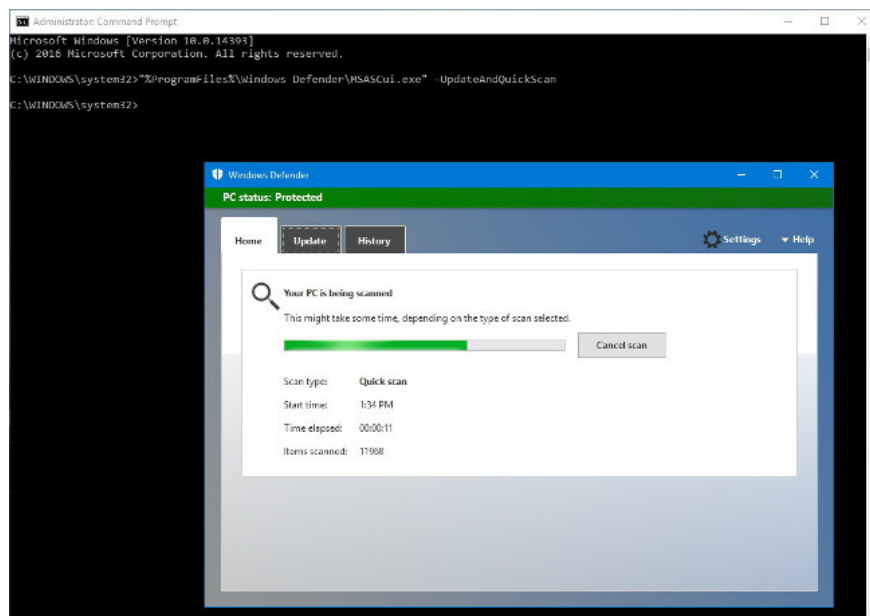 Administrator: Command Prompt
Microsoft Windows [Version 10.0.14393]
(c) 2016 Microsoft Corporation. All rights reserved.
C:\WINDOWS\system32>"%ProgramFiles%\Windows Defender\MSASCui.exe" -UpdateAndQuickScan
C:\WINDOWS\system32>
Windows Defender
PC status: Protected
Home Update History Settings Help
Your PC is being scanned
This might take some time, depending on the type of scan selected.
Cancel scan
Scan type: Quick scan
Start time: 1:34 PM
Time elapsed: 00:00:11
Items scanned: 11968